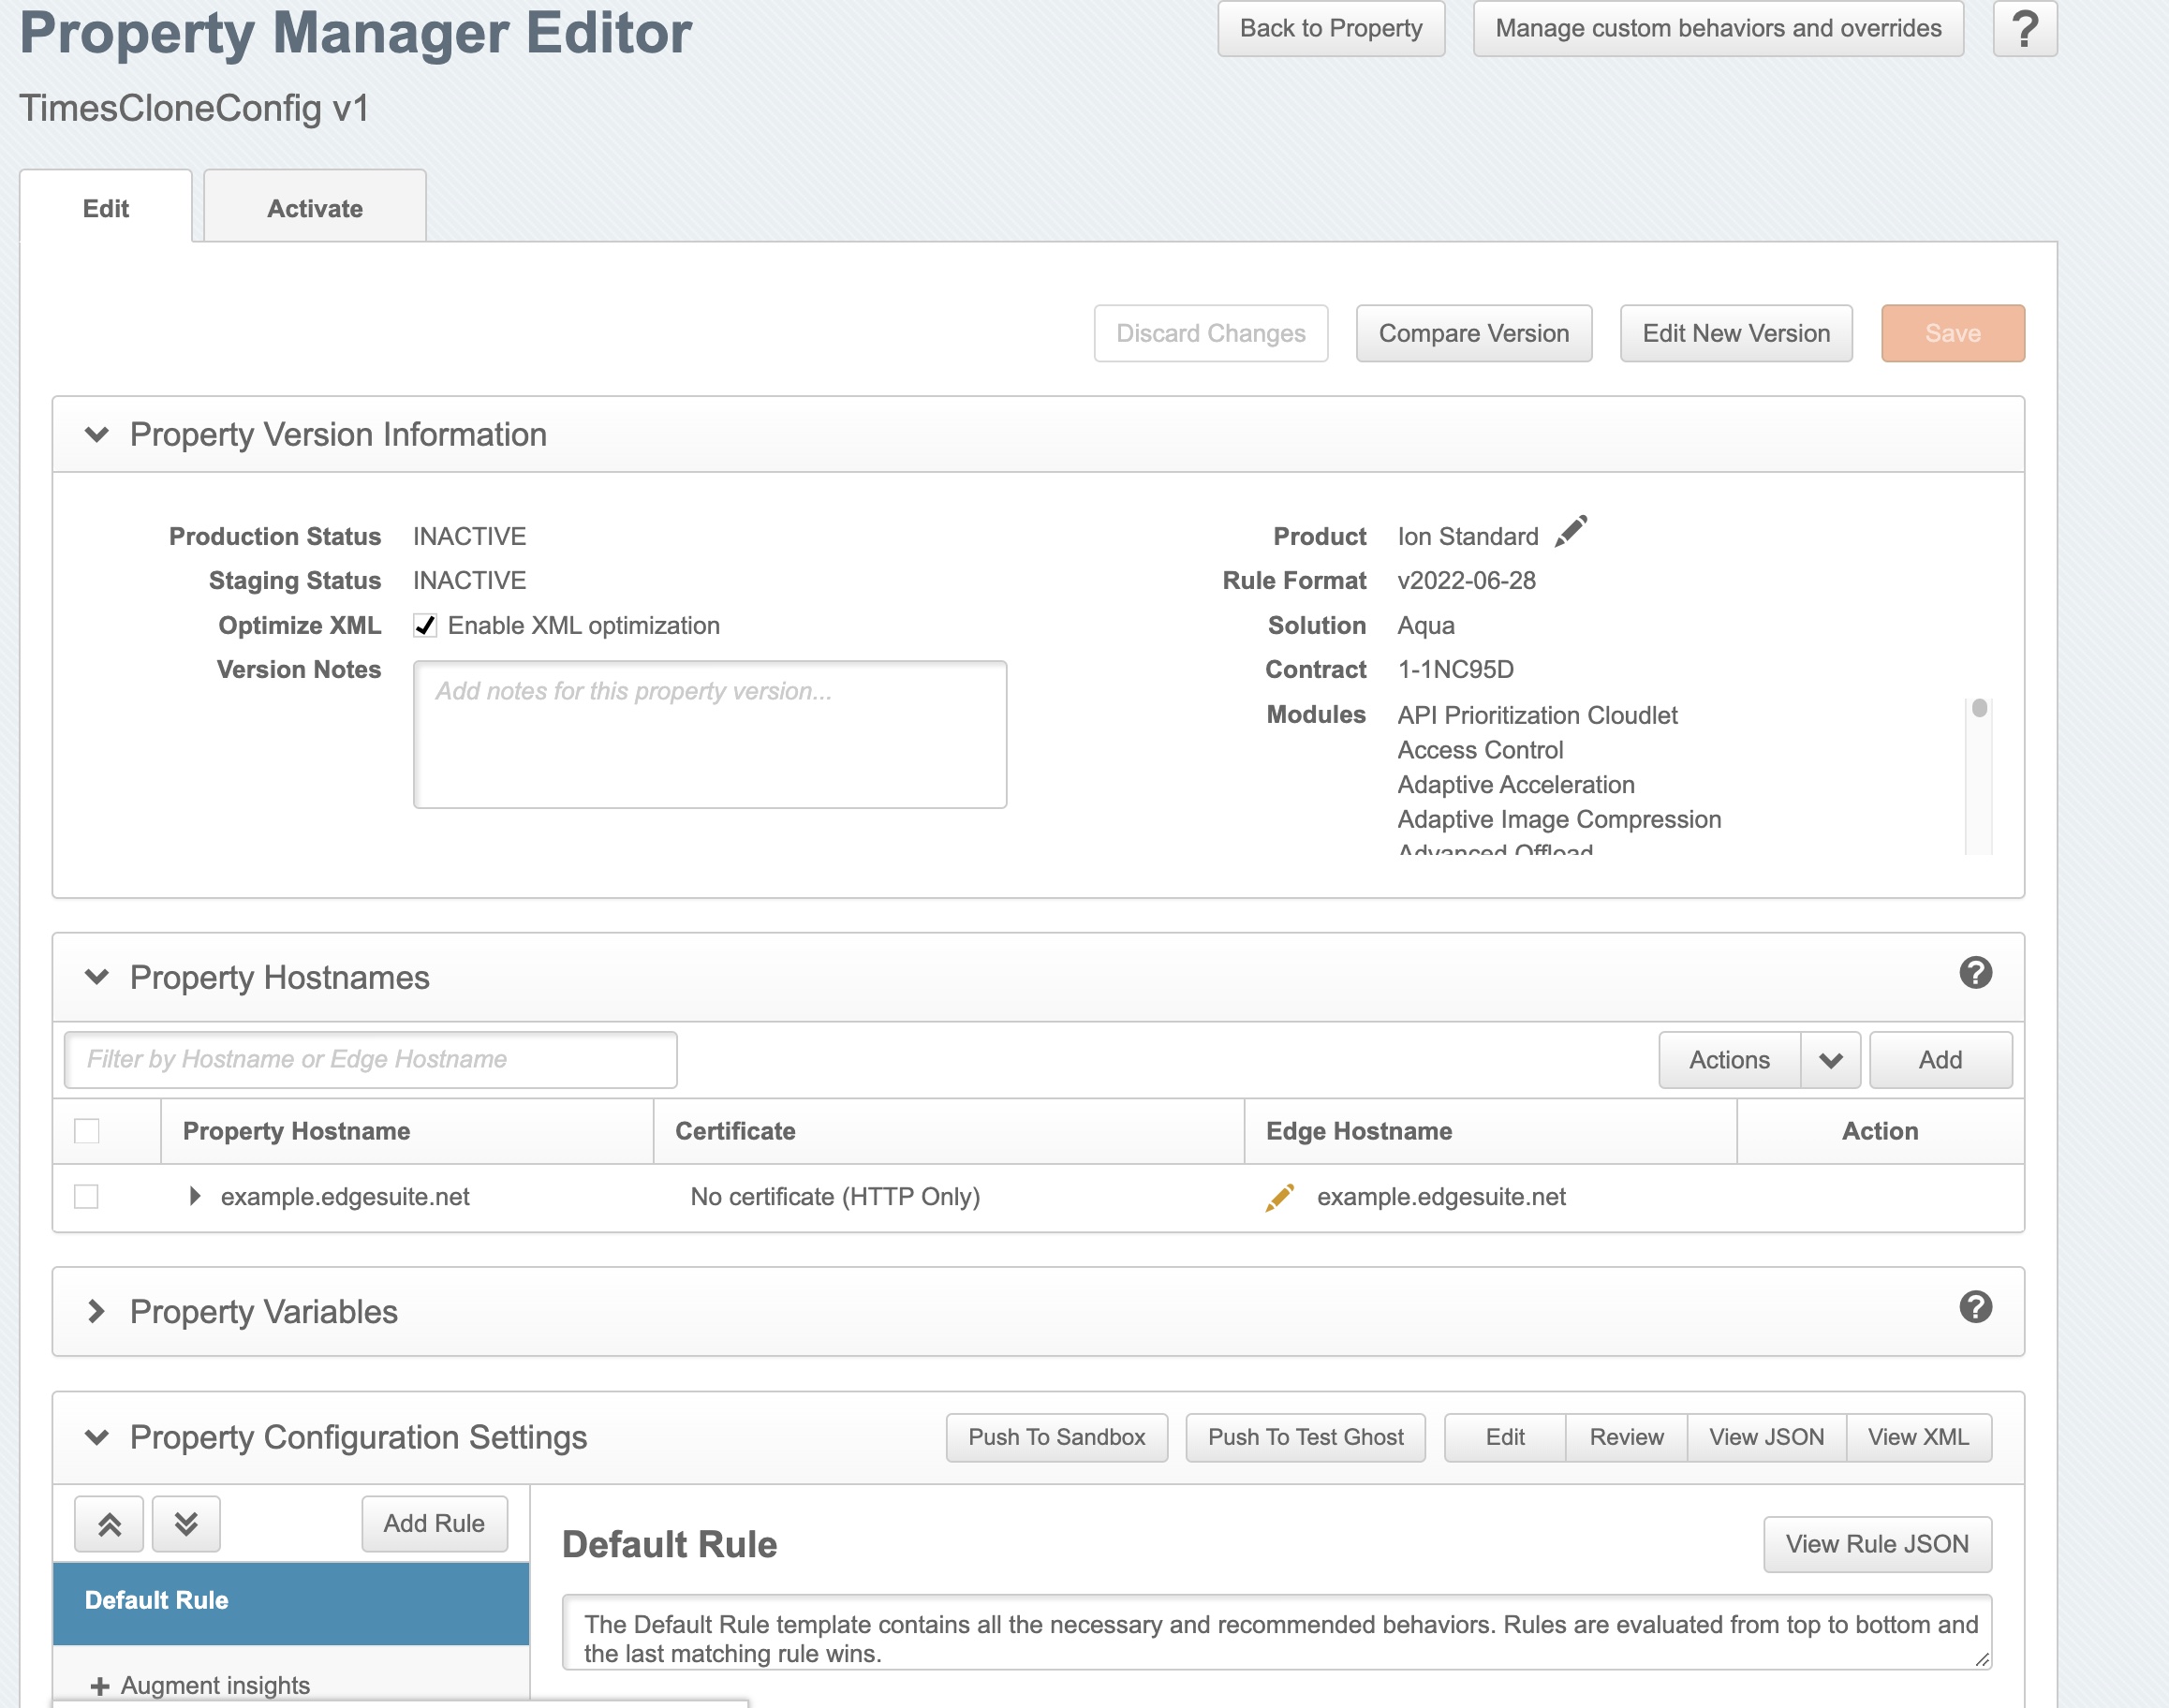 Property Manager Editor
Back to Property
Manage custom behaviors and overrides
?
TimesCloneConfig v1
Edit
Activate
Discard Changes
Compare Version
Edit New Version
Save
Property Version Information
Production Status INACTIVE
Staging Status INACTIVE
Optimize XML Enable XML optimization
Version Notes Add notes for this property version...
Product Ion Standard
Rule Format v2022-06-28
Solution Aqua
Contract 1-1NC95D
Modules API Prioritization Cloudlet
Access Control
Adaptive Acceleration
Adaptive Image Compression
Advanced Offload
Property Hostnames
?
Filter by Hostname or Edge Hostname
Actions
Add
Property Hostname Certificate Edge Hostname Action
example.edgesuite.net No certificate (HTTP Only) example.edgesuite.net
Property Variables
?
Property Configuration Settings
Push To Sandbox
Push To Test Ghost
Edit
Review
View JSON
View XML
Add Rule
Default Rule
+ Augment insights
Default Rule
View Rule JSON
The Default Rule template contains all the necessary and recommended behaviors. Rules are evaluated from top to bottom and
the last matching rule wins.